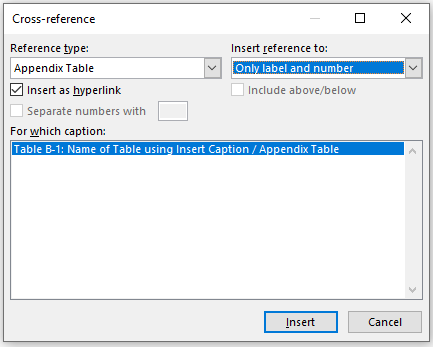 Cross-reference
Reference type:
Insert reference to:
Appendix Table
Only label and number
Insert as hyperlink
Include above/below
Separate numbers with
For which caption:
Table B-1: Name of Table using Insert Caption / Appendix Table
Insert
Cancel